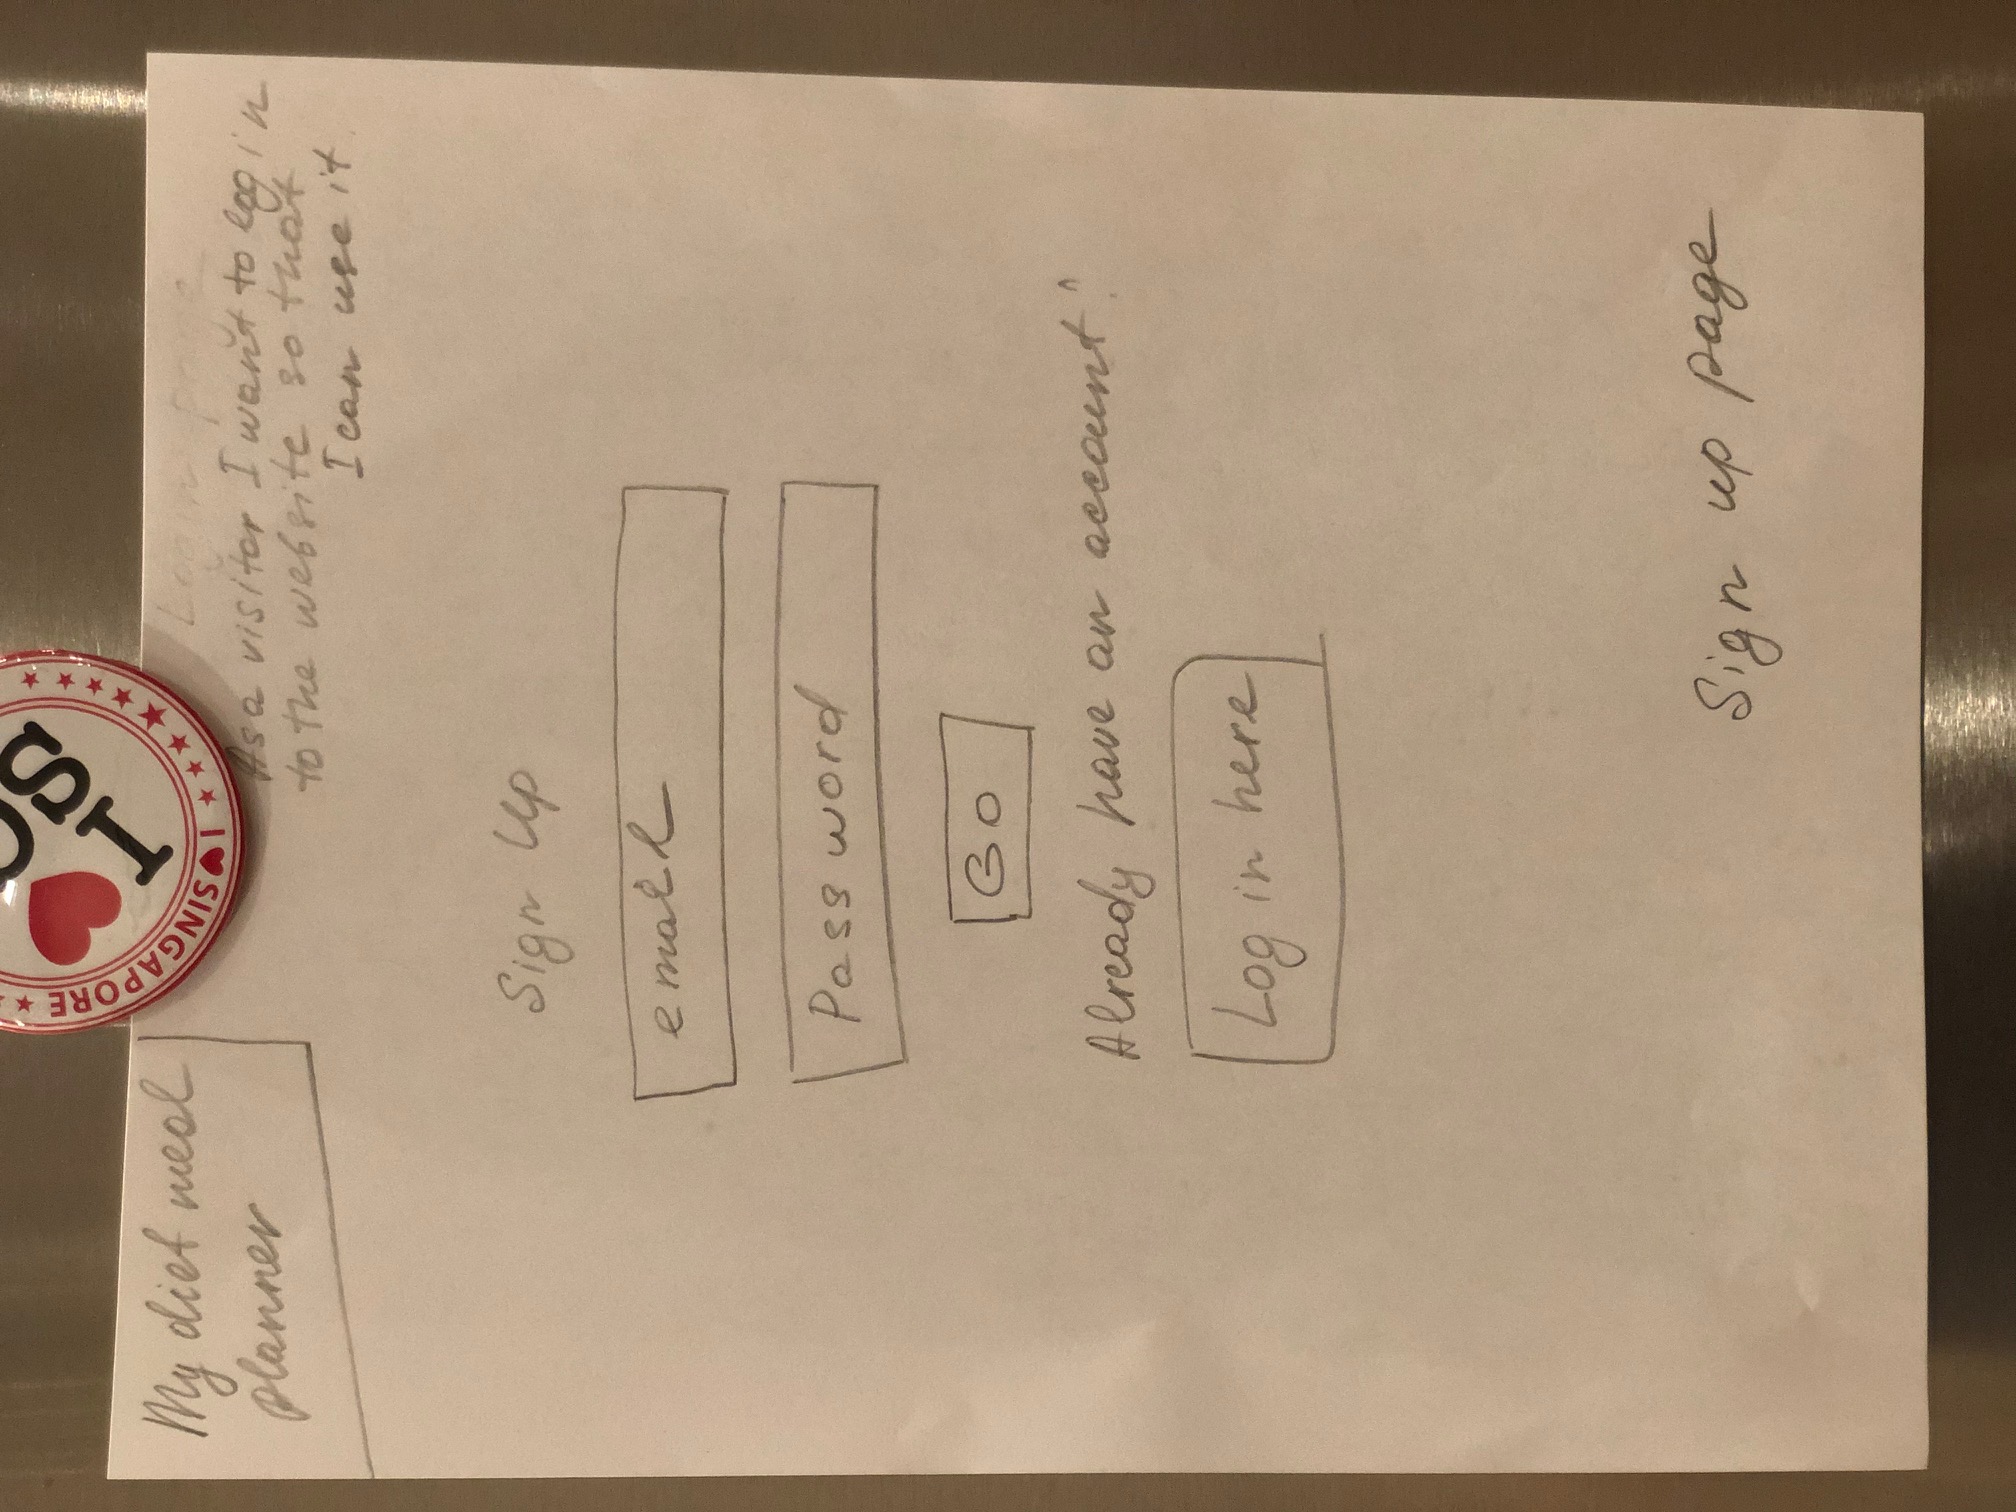 I ♥ SINGAPORE
I ♥ S
My diet meal
planner
Login page
As a visitor I want to log in
to the website so that
I can use it.
Sign Up
email
Password
Go
Already have an account?
Log in here
Sign up page